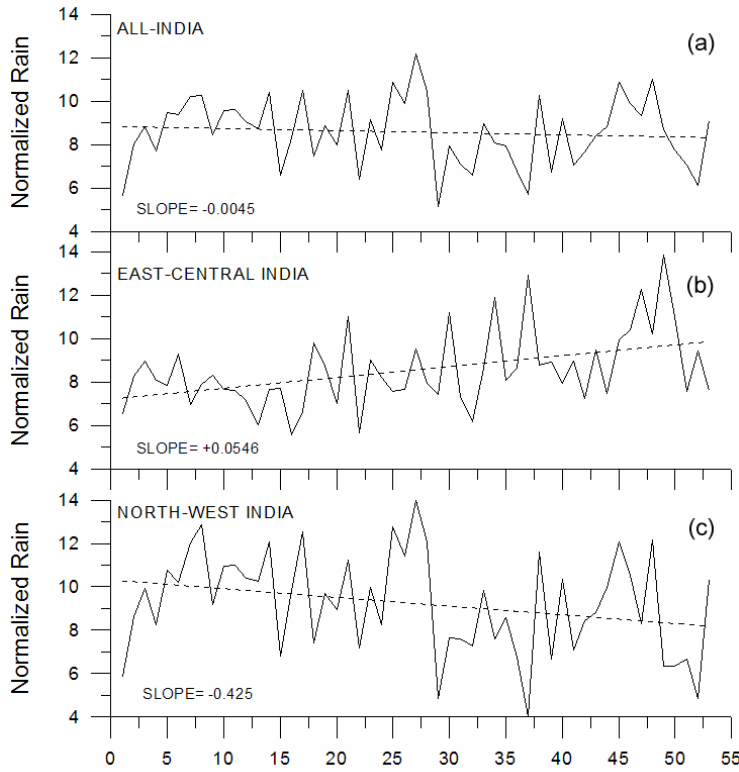 14
ALL-INDIA
(a)
12
10
8
6
4
Normalized Rain
SLOPE= -0.0045
14
EAST-CENTRAL INDIA
(b)
12
10
8
6
4
Normalized Rain
SLOPE= +0.0546
14
NORTH-WEST INDIA
(c)
12
10
8
6
4
Normalized Rain
SLOPE= -0.425
0 5 10 15 20 25 30 35 40 45 50 55